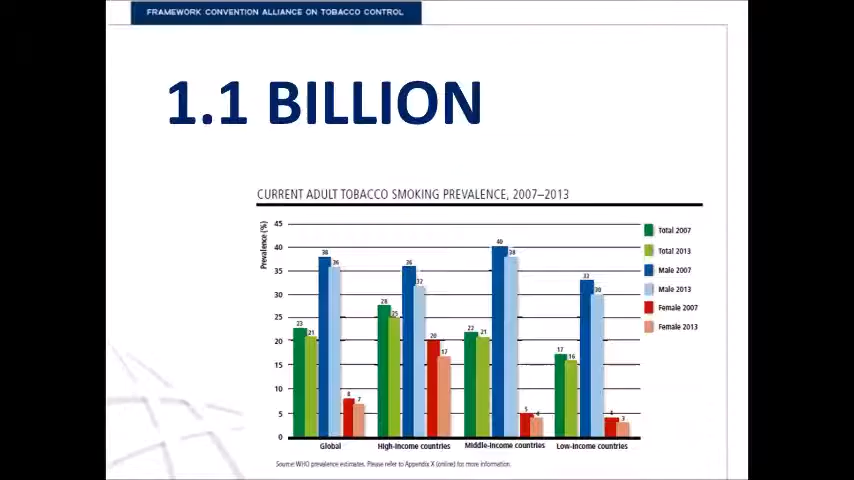 FRAMEWORK CONVENTION ALLIANCE ON TOBACCO CONTROL
1.1 BILLION
CURRENT ADULT TOBACCO SMOKING PREVALENCE, 2007–2013
Prevalence (%)
45
40
35
30
25
20
15
10
5
0
23
21
38
36
8
7
28
25
36
32
20
17
22
21
40
38
5
4
17
16
33
30
4
3
Global
High-income countries
Middle-income countries
Low-income countries
Total 2007
Total 2013
Male 2007
Male 2013
Female 2007
Female 2013
Source: WHO prevalence estimates. Please refer to Appendix X (online) for more information.